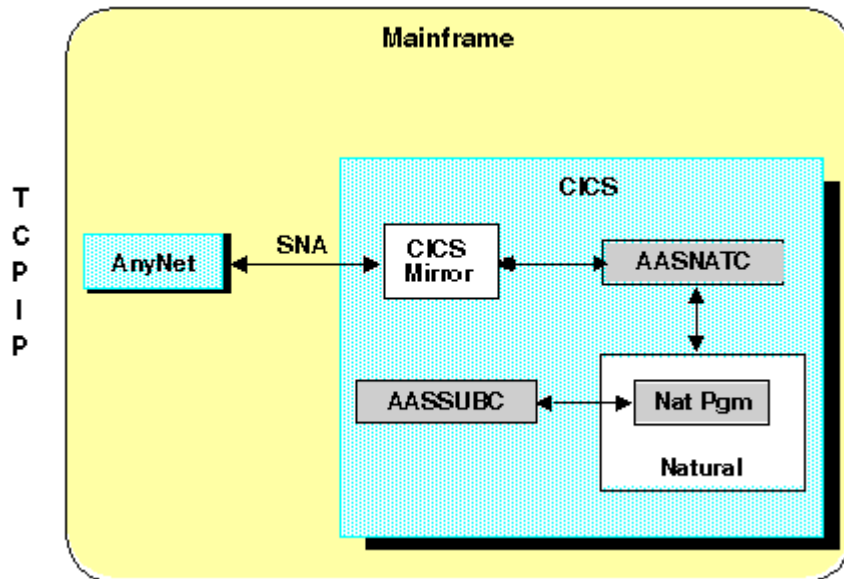 Mainframe
T
C
P
I
P
CICS
AnyNet
SNA
CICS
Mirror
AASNATC
AASSUBC
Nat Pgm
Natural